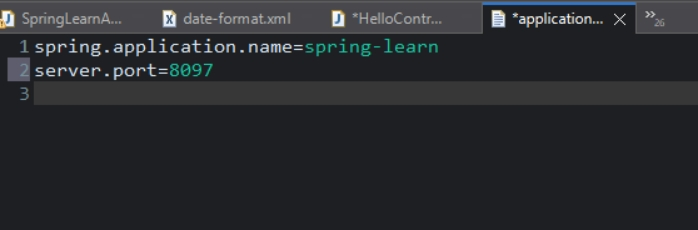 SpringLearnA...
date-format.xml
*HelloContr...
*application...
»26
1 spring.application.name=spring-learn
2 server.port=8097
3